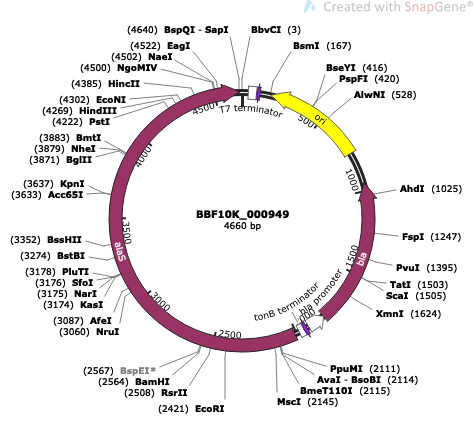 Created with SnapGene®
(4640) BspQI - SapI
BbvCI (3)
(4522) EagI
BsmI (167)
(4502) NaeI
(4500) NgoMIV
BseYI (416)
PspFI (420)
(4385) HincII
AlwNI (528)
(4302) EcoNI
(4269) HindIII
(4222) PstI
4500
T7 terminator
500
ori
(3883) BmtI
(3879) NheI
(3871) BglII
4000
1000
(3637) KpnI
(3633) Acc65I
AhdI (1025)
BBF10K_000949
4660 bp
3500
alaS
FspI (1247)
(3352) BssHII
(3274) BstBI
1500
bla
PvuI (1395)
(3178) PluTI
(3176) SfoI
(3175) NarI
(3174) KasI
TatI (1503)
ScaI (1505)
3000
tonB terminator
bla promoter
XmnI (1624)
(3087) AfeI
(3060) NruI
2500
(2567) BspEI*
(2564) BamHI
(2508) RsrII
(2421) EcoRI
PpuMI (2111)
AvaI - BsoBI (2114)
BmeT110I (2115)
MscI (2145)